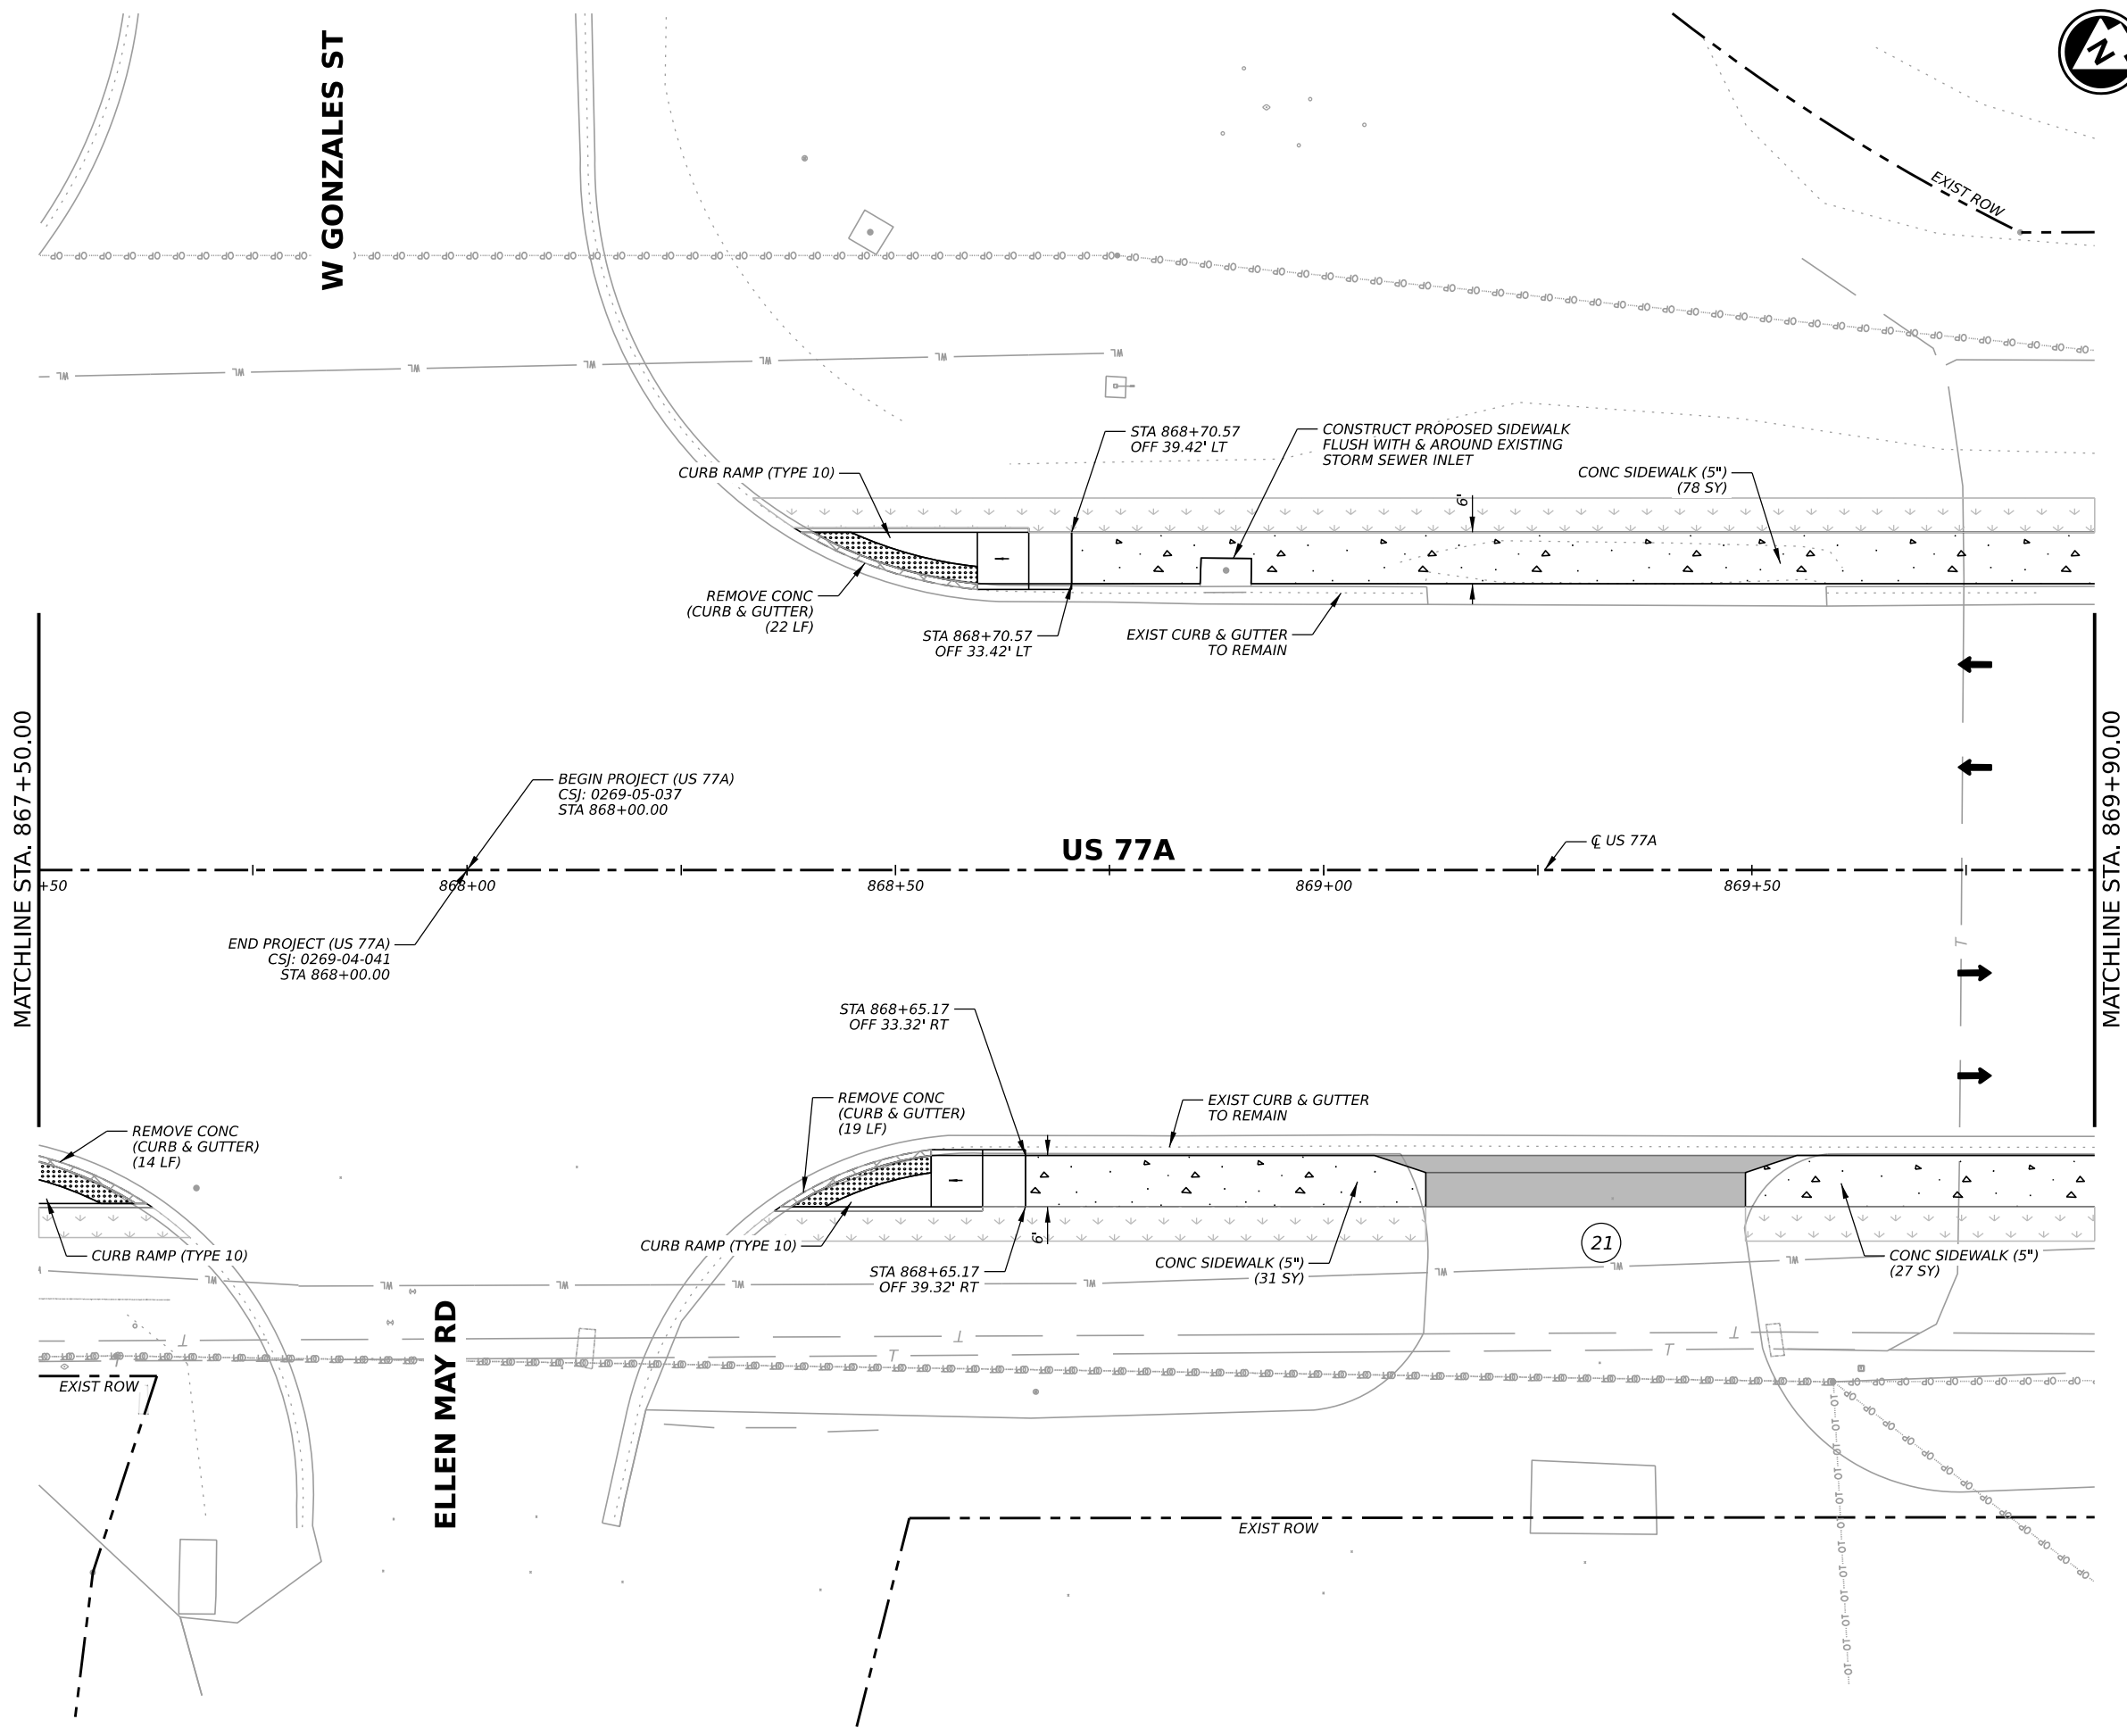 W GONZALES ST
N
EXIST ROW
STA 868+70.57
OFF 39.42' LT
CONSTRUCT PROPOSED SIDEWALK
FLUSH WITH & AROUND EXISTING
STORM SEWER INLET
CURB RAMP (TYPE 10)
CONC SIDEWALK (5")
(78 SY)
6'
REMOVE CONC
(CURB & GUTTER)
(22 LF)
STA 868+70.57
OFF 33.42' LT
EXIST CURB & GUTTER
TO REMAIN
MATCHLINE STA. 867+50.00
MATCHLINE STA. 869+90.00
BEGIN PROJECT (US 77A)
CSJ: 0269-05-037
STA 868+00.00
US 77A
℄ US 77A
+50
868+00
868+50
869+00
869+50
END PROJECT (US 77A)
CSJ: 0269-04-041
STA 868+00.00
STA 868+65.17
OFF 33.32' RT
REMOVE CONC
(CURB & GUTTER)
(14 LF)
REMOVE CONC
(CURB & GUTTER)
(19 LF)
EXIST CURB & GUTTER
TO REMAIN
CURB RAMP (TYPE 10)
CURB RAMP (TYPE 10)
6'
STA 868+65.17
OFF 39.32' RT
CONC SIDEWALK (5")
(31 SY)
21
CONC SIDEWALK (5")
(27 SY)
ELLEN MAY RD
EXIST ROW
EXIST ROW